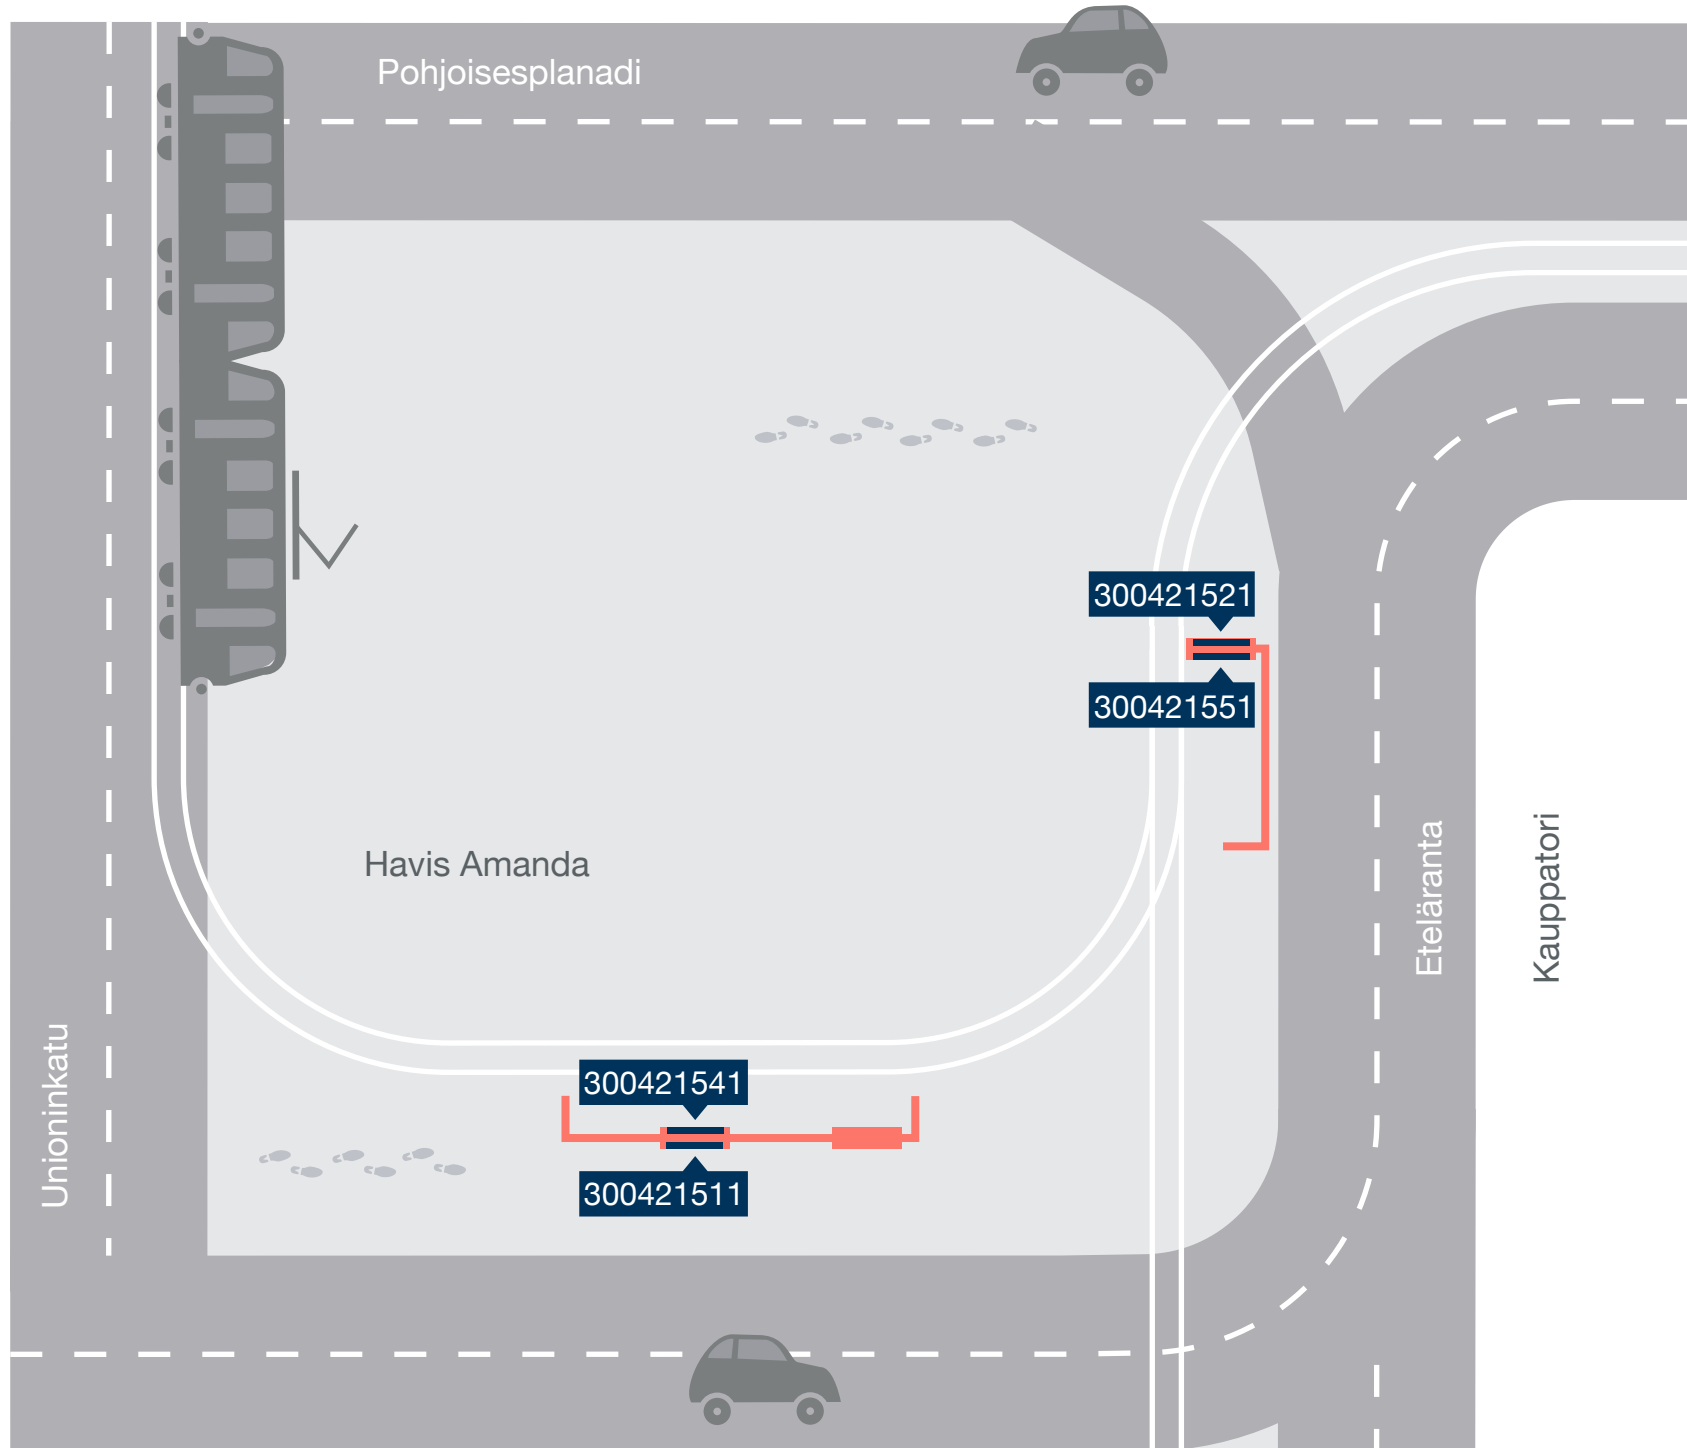 Pohjoisesplanadi
300421521
300421551
Havis Amanda
Eteläranta
Kauppatori
Unioninkatu
300421541
300421511